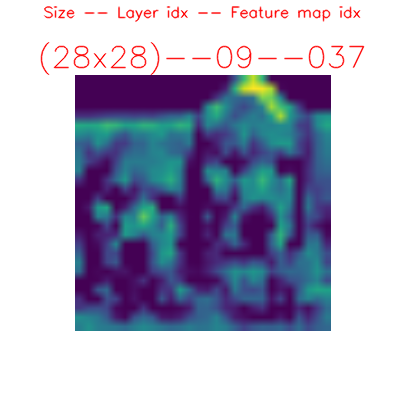 Size -- Layer idx -- Feature map idx
(28x28)--09--037